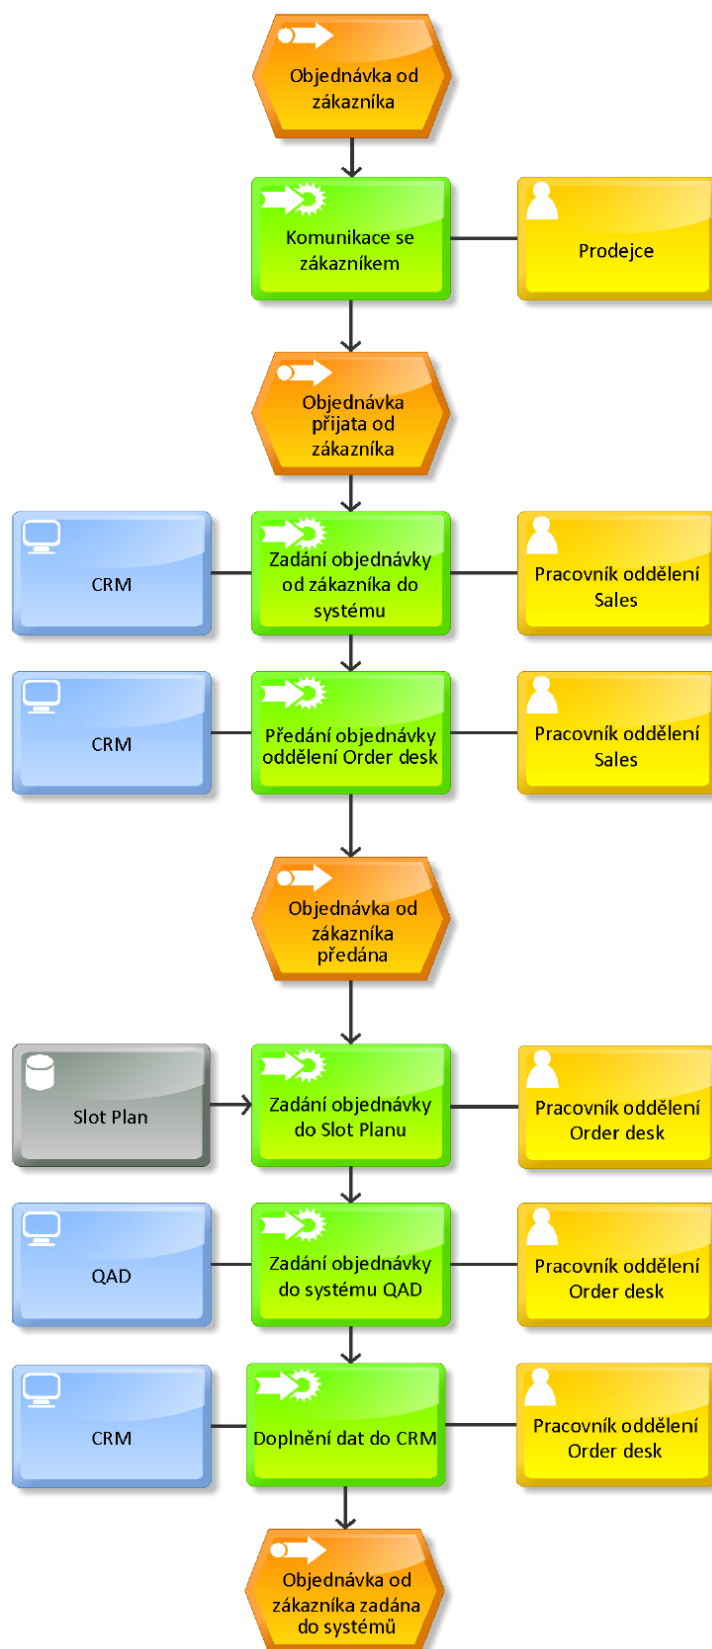 Objednávka od
zákazníka
Komunikace se
zákazníkem
Prodejce
Objednávka
přijata od
zákazníka
CRM
Zadání objednávky
od zákazníka do
systému
Pracovník oddělení
Sales
CRM
Předání objednávky
oddělení Order desk
Pracovník oddělení
Sales
Objednávka od
zákazníka
předána
Slot Plan
Zadání objednávky
do Slot Planu
Pracovník oddělení
Order desk
QAD
Zadání objednávky
do systému QAD
Pracovník oddělení
Order desk
CRM
Doplnění dat do CRM
Pracovník oddělení
Order desk
Objednávka od
zákazníka zadána
do systémů